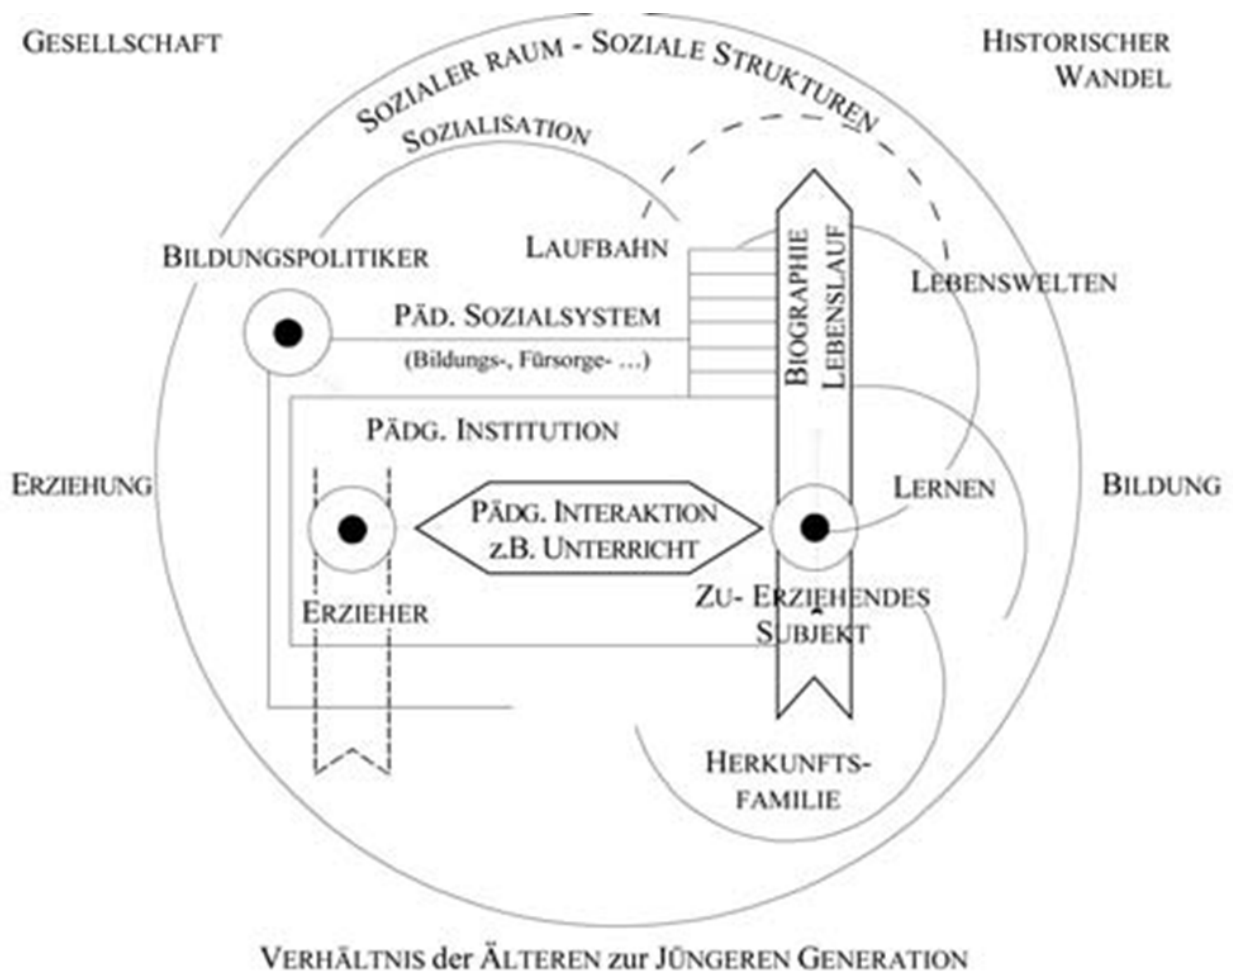 GESELLSCHAFT
HISTORISCHER
WANDEL
SOZIALER RAUM - SOZIALE STRUKTUREN
SOZIALISATION
BILDUNGSPOLITIKER
LAUFBAHN
BIOGRAPHIE
LEBENSLAUF
LEBENSWELTEN
PÄD. SOZIALSYSTEM
(Bildungs-, Fürsorge- ...)
PÄDG. INSTITUTION
ERZIEHUNG
LERNEN
BILDUNG
PÄDG. INTERAKTION
z.B. UNTERRICHT
ERZIEHER
ZU- ERZIEHENDES
SUBJEKT
HERKUNFTS-
FAMILIE
VERHÄLTNIS der ÄLTEREN zur JÜNGEREN GENERATION